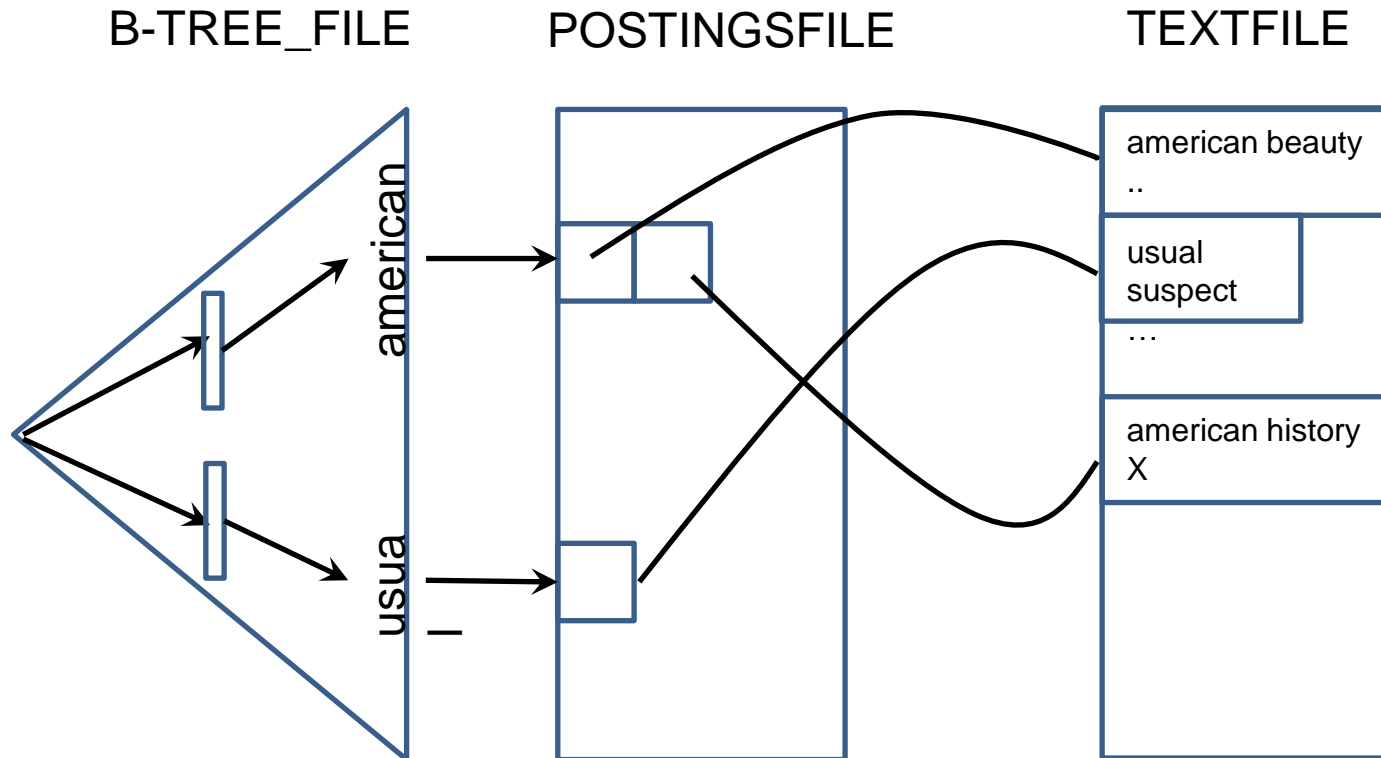 B-TREE_FILE
POSTINGSFILE
TEXTFILE
american
usua
l
american beauty
..
usual
suspect
…
american history
X